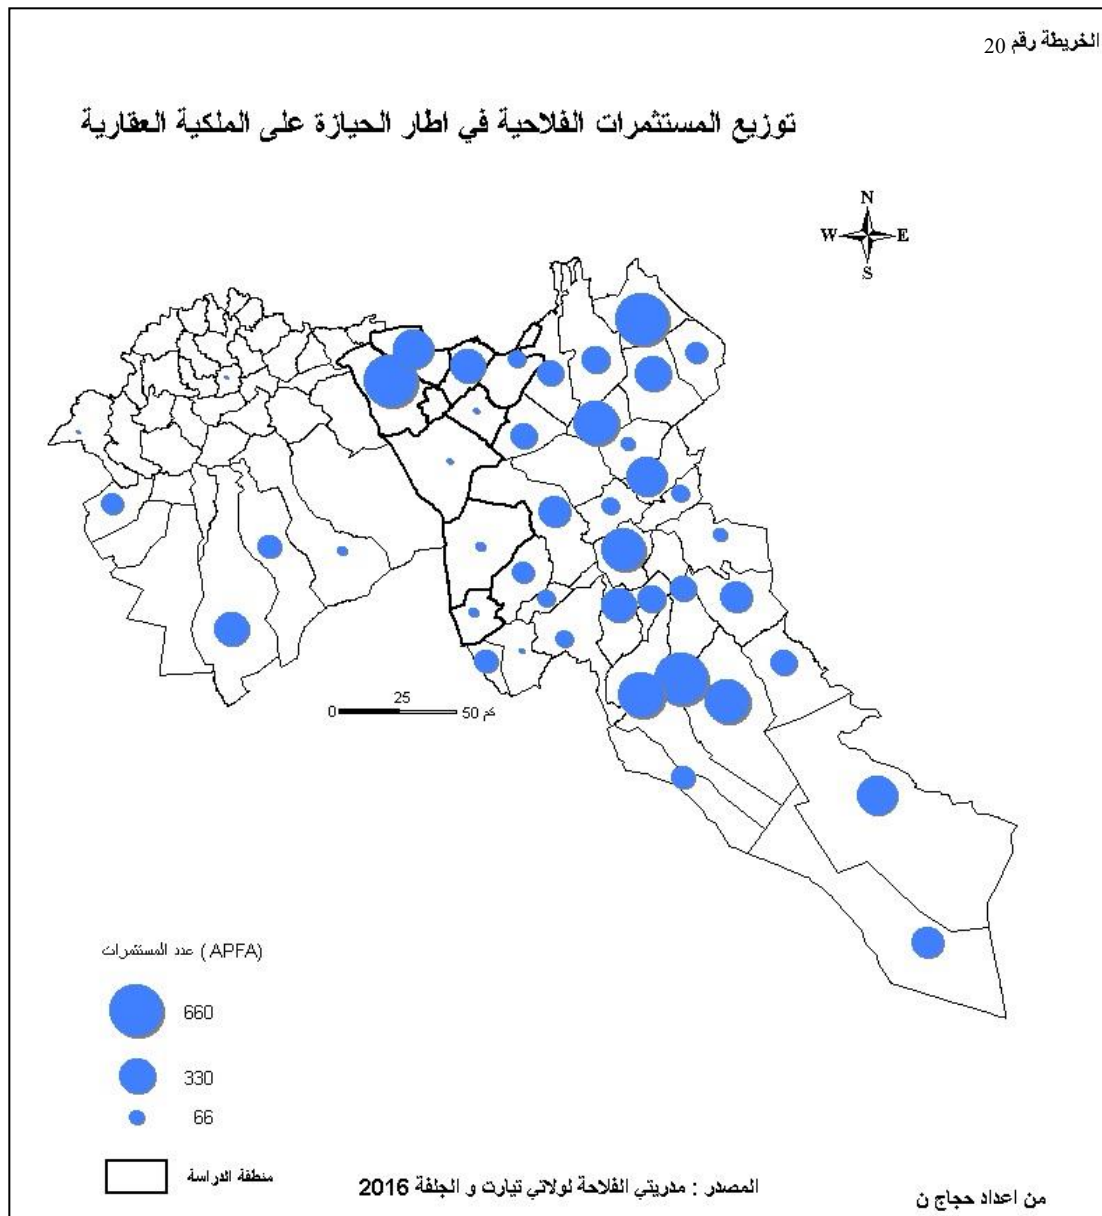 الخريطة رقم 20
توزيع المستثمرات الفلاحية في اطار الحيازة على الملكية العقارية
N
W E
S
25
0 50 كم
عدد المستثمرات (APFA)
660
330
66
منطقة الدراسة
المصدر : مديريتي الفلاحة لولاتي تيارت و الجلفة 2016
من اعداد حجاج ن